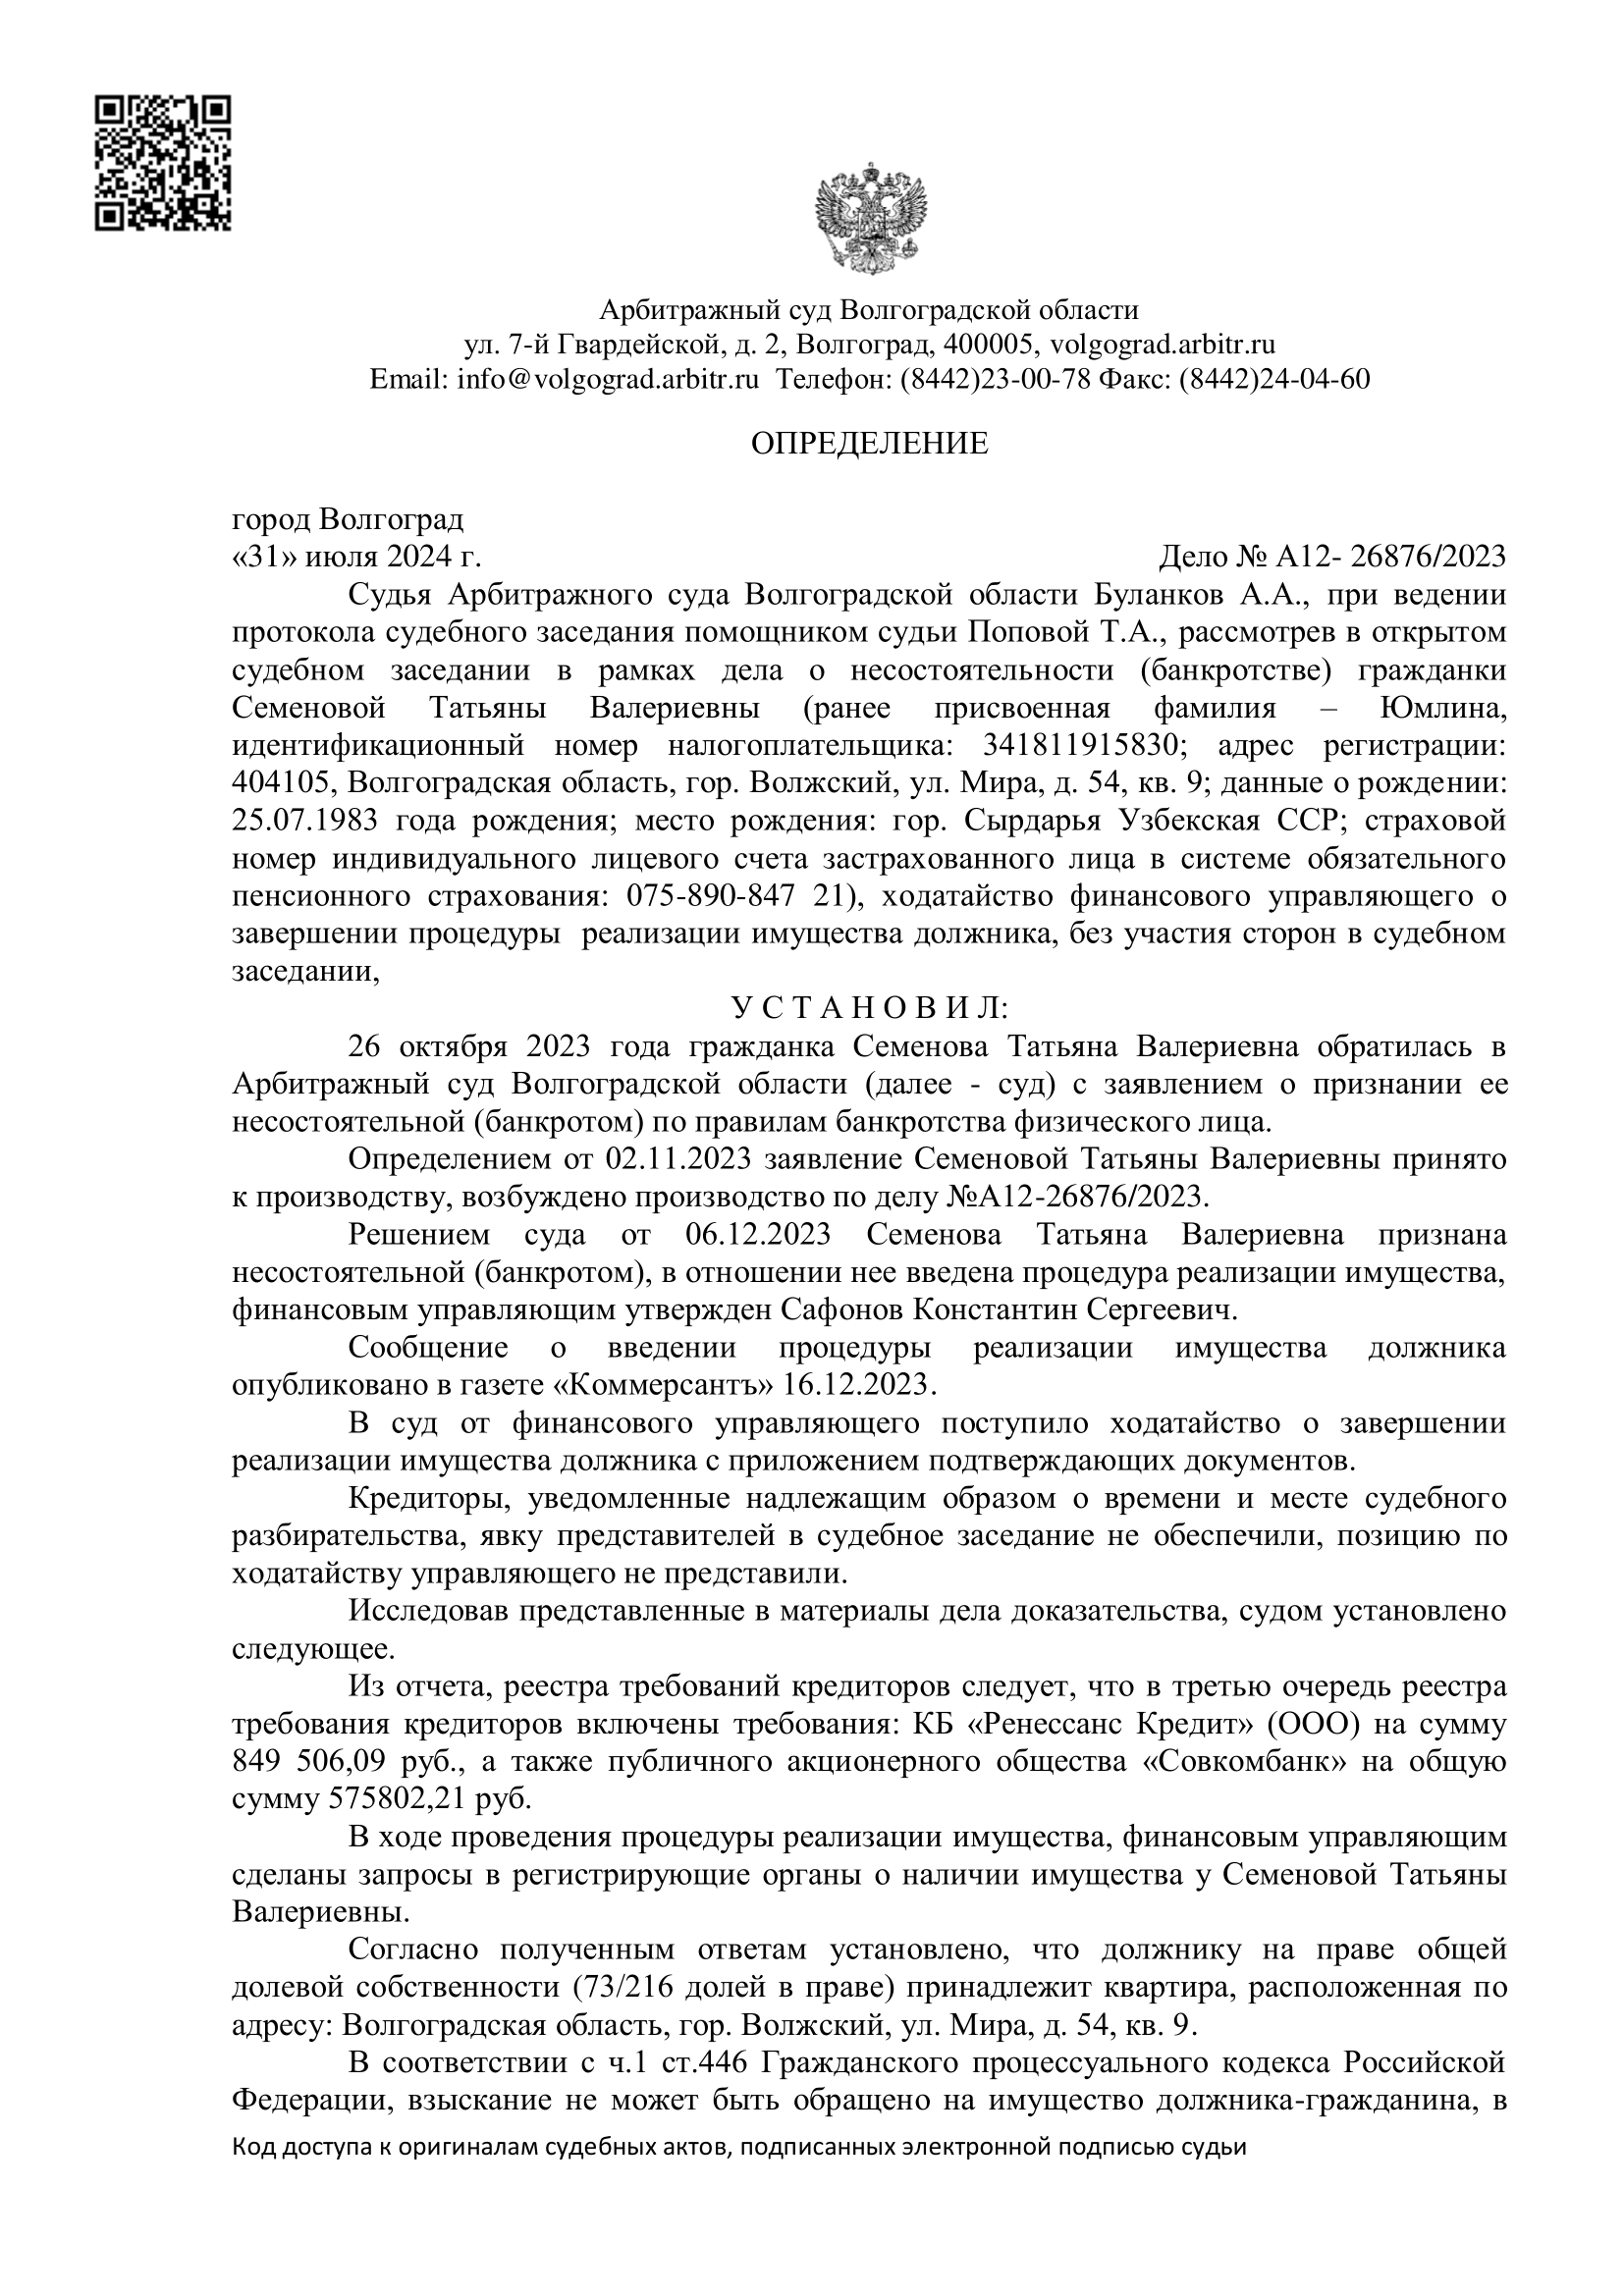 Арбитражный суд Волгоградской области
ул. 7-й Гвардейской, д. 2, Волгоград, 400005, volgograd.arbitr.ru
Email: info@volgograd.arbitr.ru Телефон: (8442)23-00-78 Факс: (8442)24-04-60
ОПРЕДЕЛЕНИЕ
город Волгоград
«31» июля 2024 г. Дело № А12- 26876/2023
Судья Арбитражного суда Волгоградской области Буланков А.А., при ведении
протокола судебного заседания помощником судьи Поповой Т.А., рассмотрев в открытом
судебном заседании в рамках дела о несостоятельности (банкротстве) гражданки
Семеновой Татьяны Валериевны (ранее присвоенная фамилия – Юмлина,
идентификационный номер налогоплательщика: 341811915830; адрес регистрации:
404105, Волгоградская область, гор. Волжский, ул. Мира, д. 54, кв. 9; данные о рождении:
25.07.1983 года рождения; место рождения: гор. Сырдарья Узбекская ССР; страховой
номер индивидуального лицевого счета застрахованного лица в системе обязательного
пенсионного страхования: 075-890-847 21), ходатайство финансового управляющего о
завершении процедуры реализации имущества должника, без участия сторон в судебном
заседании,
У С Т А Н О В И Л:
26 октября 2023 года гражданка Семенова Татьяна Валериевна обратилась в
Арбитражный суд Волгоградской области (далее - суд) с заявлением о признании ее
несостоятельной (банкротом) по правилам банкротства физического лица.
Определением от 02.11.2023 заявление Семеновой Татьяны Валериевны принято
к производству, возбуждено производство по делу №А12-26876/2023.
Решением суда от 06.12.2023 Семенова Татьяна Валериевна признана
несостоятельной (банкротом), в отношении нее введена процедура реализации имущества,
финансовым управляющим утвержден Сафонов Константин Сергеевич.
Сообщение о введении процедуры реализации имущества должника
опубликовано в газете «Коммерсантъ» 16.12.2023.
В суд от финансового управляющего поступило ходатайство о завершении
реализации имущества должника с приложением подтверждающих документов.
Кредиторы, уведомленные надлежащим образом о времени и месте судебного
разбирательства, явку представителей в судебное заседание не обеспечили, позицию по
ходатайству управляющего не представили.
Исследовав представленные в материалы дела доказательства, судом установлено
следующее.
Из отчета, реестра требований кредиторов следует, что в третью очередь реестра
требования кредиторов включены требования: КБ «Ренессанс Кредит» (ООО) на сумму
849 506,09 руб., а также публичного акционерного общества «Совкомбанк» на общую
сумму 575802,21 руб.
В ходе проведения процедуры реализации имущества, финансовым управляющим
сделаны запросы в регистрирующие органы о наличии имущества у Семеновой Татьяны
Валериевны.
Согласно полученным ответам установлено, что должнику на праве общей
долевой собственности (73/216 долей в праве) принадлежит квартира, расположенная по
адресу: Волгоградская область, гор. Волжский, ул. Мира, д. 54, кв. 9.
В соответствии с ч.1 ст.446 Гражданского процессуального кодекса Российской
Федерации, взыскание не может быть обращено на имущество должника-гражданина, в
Код доступа к оригиналам судебных актов, подписанных электронной подписью судьи